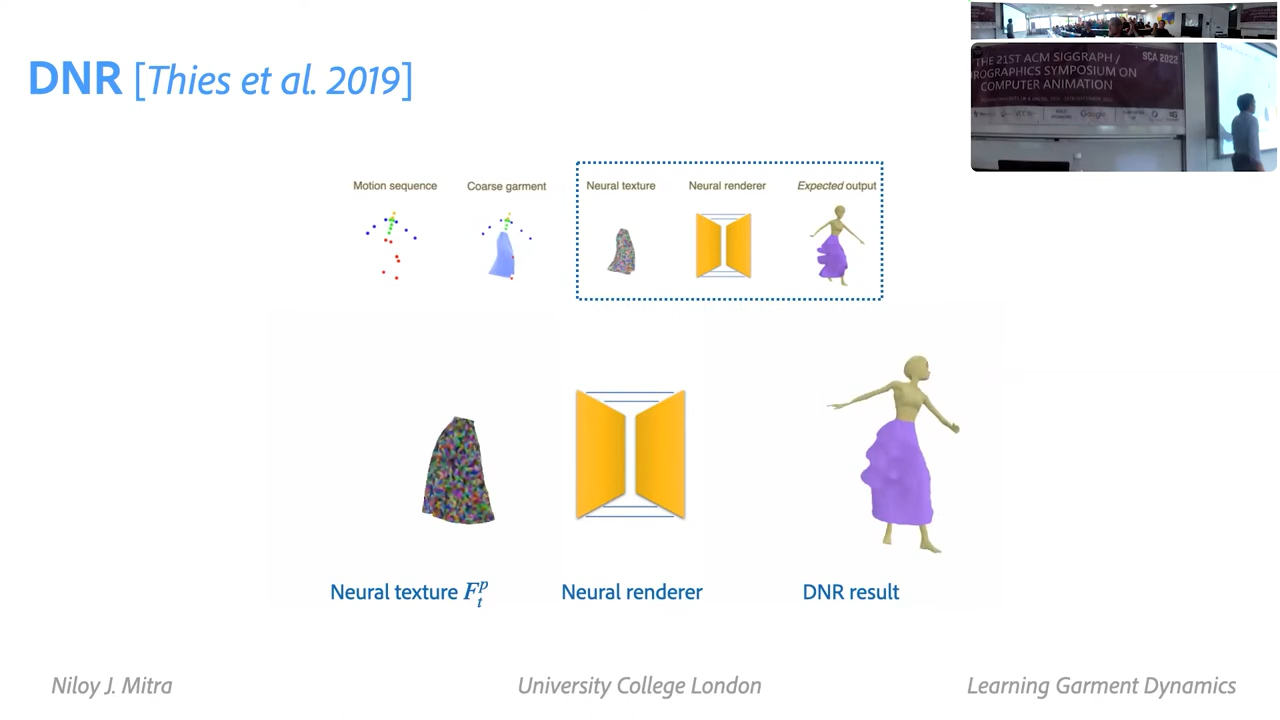 DNR [Thies et al. 2019]
THE 21ST ACM SIGGRAPH /
ROGRAPHICS SYMPOSIUM ON
COMPUTER ANIMATION
SCA 2022
Google
Motion sequence
Coarse garment
Neural texture
Neural renderer
Expected output
Neural texture F_t^p
Neural renderer
DNR result
Niloy J. Mitra
University College London
Learning Garment Dynamics